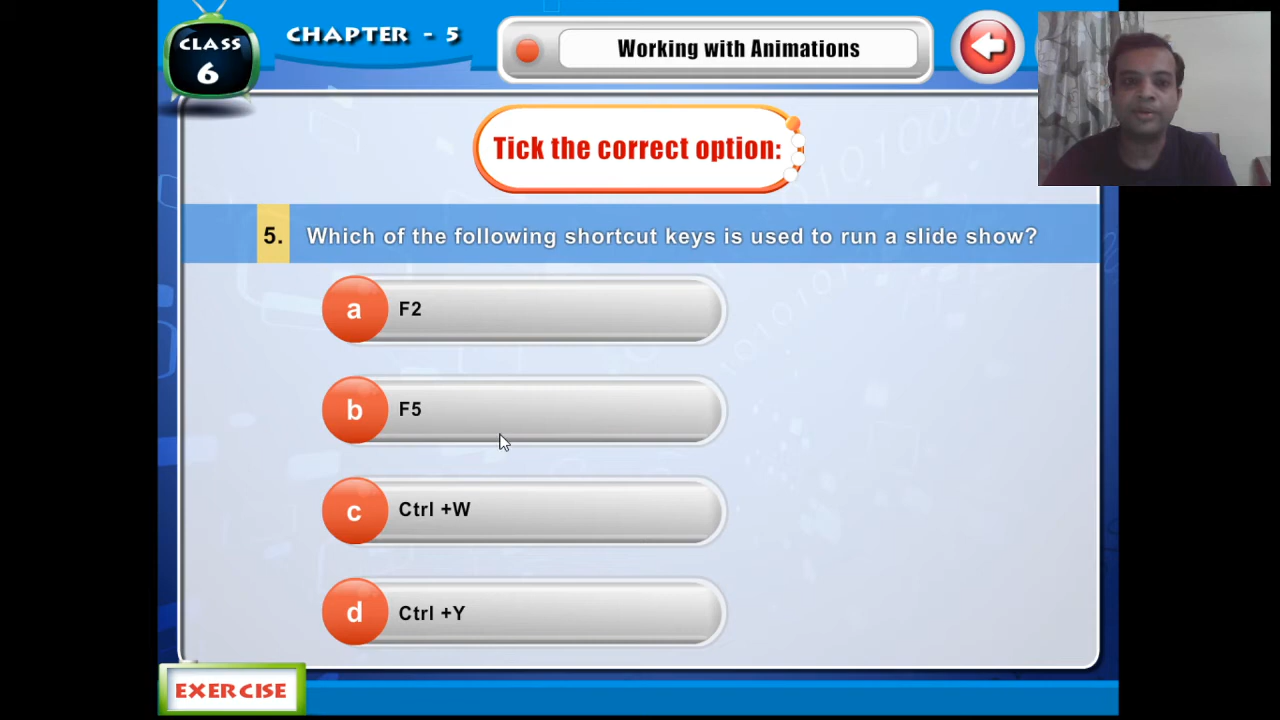 CLASS
6
CHAPTER - 5
Working with Animations
Tick the correct option:
5. Which of the following shortcut keys is used to run a slide show?
a F2
b F5
c Ctrl +W
d Ctrl +Y
EXERCISE